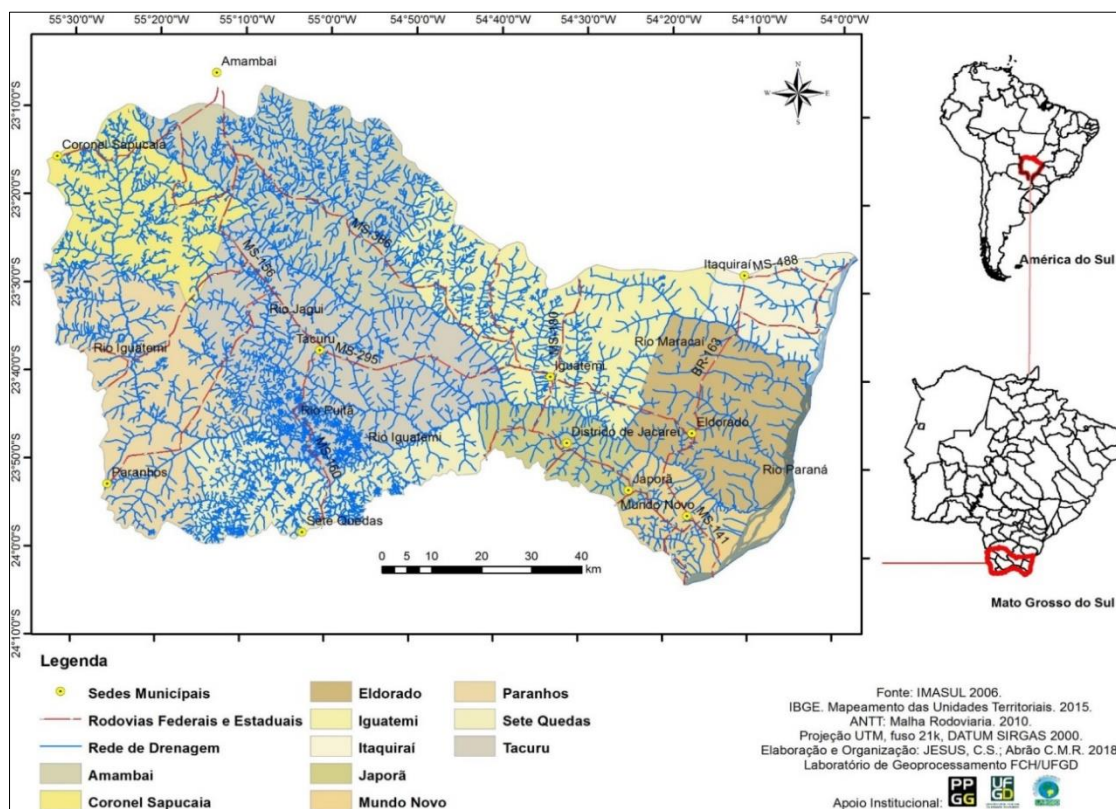 55°30'0"S 55°20'0"S 55°10'0"S 55°00'0"S 54°50'0"S 54°40'0"S 54°30'0"S 54°20'0"S 54°10'0"S 54°0'0"S
23°10'0"S
23°20'0"S
23°30'0"S
23°40'0"S
23°50'0"S
24°0'0"S
24°10'0"S
N
W E
S
Amambai
Coronel Sapucaia
MS-386
MS-156
Itaquiraí
MS-488
Rio Jagui
MS-180
Rio Maracaí
BR-163
Tacuru
MS-295
Rio Iguatemi
Iguatemi
Rio Puitã
Rio Iguatemi
MS-160
Distrito de Jacareí
Eldorado
Rio Paraná
Paranhos
Japorã
Mundo Novo
MS-141
Sete Quedas
0 5 10 20 30 40
km
América do Sul
Mato Grosso do Sul
Legenda
Sedes Municipais
Rodovias Federais e Estaduais
Rede de Drenagem
Amambai
Coronel Sapucaia
Eldorado
Iguatemi
Itaquiraí
Japorã
Mundo Novo
Paranhos
Sete Quedas
Tacuru
Fonte: IMASUL 2006.
IBGE. Mapeamento das Unidades Territoriais. 2015.
ANTT: Malha Rodoviaria. 2010.
Projeção UTM, fuso 21k, DATUM SIRGAS 2000.
Elaboração e Organização: JESUS, C.S.; Abrão C.M.R. 2018
Laboratório de Geoprocessamento FCH/UFGD
Apoio Institucional:
PP
GG
UF
GD